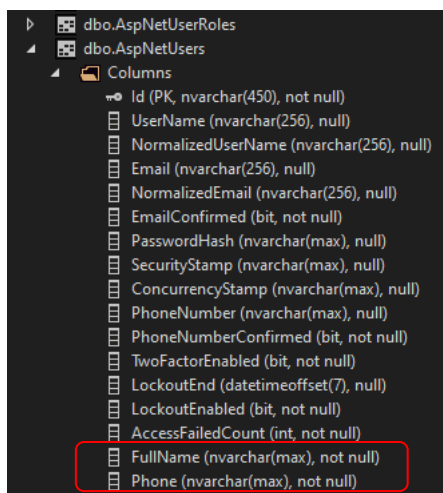 dbo.AspNetUserRoles
dbo.AspNetUsers
Columns
Id (PK, nvarchar(450), not null)
UserName (nvarchar(256), null)
NormalizedUserName (nvarchar(256), null)
Email (nvarchar(256), null)
NormalizedEmail (nvarchar(256), null)
EmailConfirmed (bit, not null)
PasswordHash (nvarchar(max), null)
SecurityStamp (nvarchar(max), null)
ConcurrencyStamp (nvarchar(max), null)
PhoneNumber (nvarchar(max), null)
PhoneNumberConfirmed (bit, not null)
TwoFactorEnabled (bit, not null)
LockoutEnd (datetimeoffset(7), null)
LockoutEnabled (bit, not null)
AccessFailedCount (int, not null)
FullName (nvarchar(max), not null)
Phone (nvarchar(max), not null)